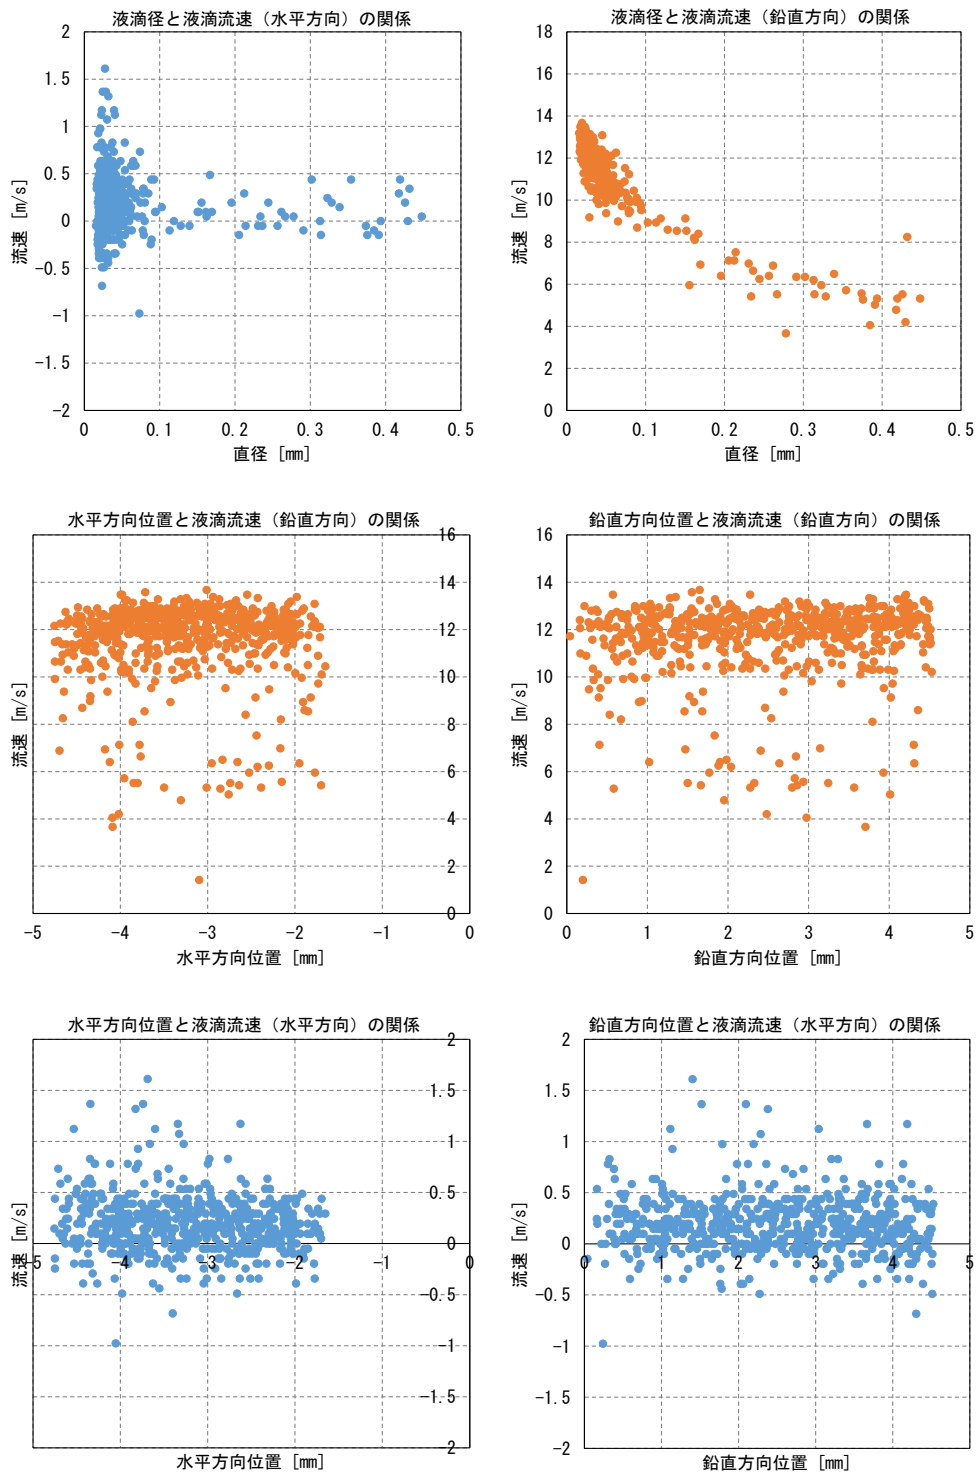 液滴径と液滴流速（水平方向）の関係
2
1.5
1
0.5
0
-0.5
-1
-1.5
-2
流速 [m/s]
0 0.1 0.2 0.3 0.4 0.5
直径 [mm]
液滴径と液滴流速（鉛直方向）の関係
18
16
14
12
10
8
6
4
2
0
流速 [m/s]
0 0.1 0.2 0.3 0.4 0.5
直径 [mm]
水平方向位置と液滴流速（鉛直方向）の関係
16
14
12
10
8
6
4
2
0
流速 [m/s]
-5 -4 -3 -2 -1 0
水平方向位置 [mm]
鉛直方向位置と液滴流速（鉛直方向）の関係
16
14
12
10
8
6
4
2
0
流速 [m/s]
0 1 2 3 4 5
鉛直方向位置 [mm]
水平方向位置と液滴流速（水平方向）の関係
2
1.5
1
0.5
0
-0.5
-1
-1.5
-2
流速 [m/s]
-5 -4 -3 -2 -1 0
水平方向位置 [mm]
鉛直方向位置と液滴流速（水平方向）の関係
2
1.5
1
0.5
0
-0.5
-1
-1.5
-2
流速 [m/s]
0 1 2 3 4 5
鉛直方向位置 [mm]